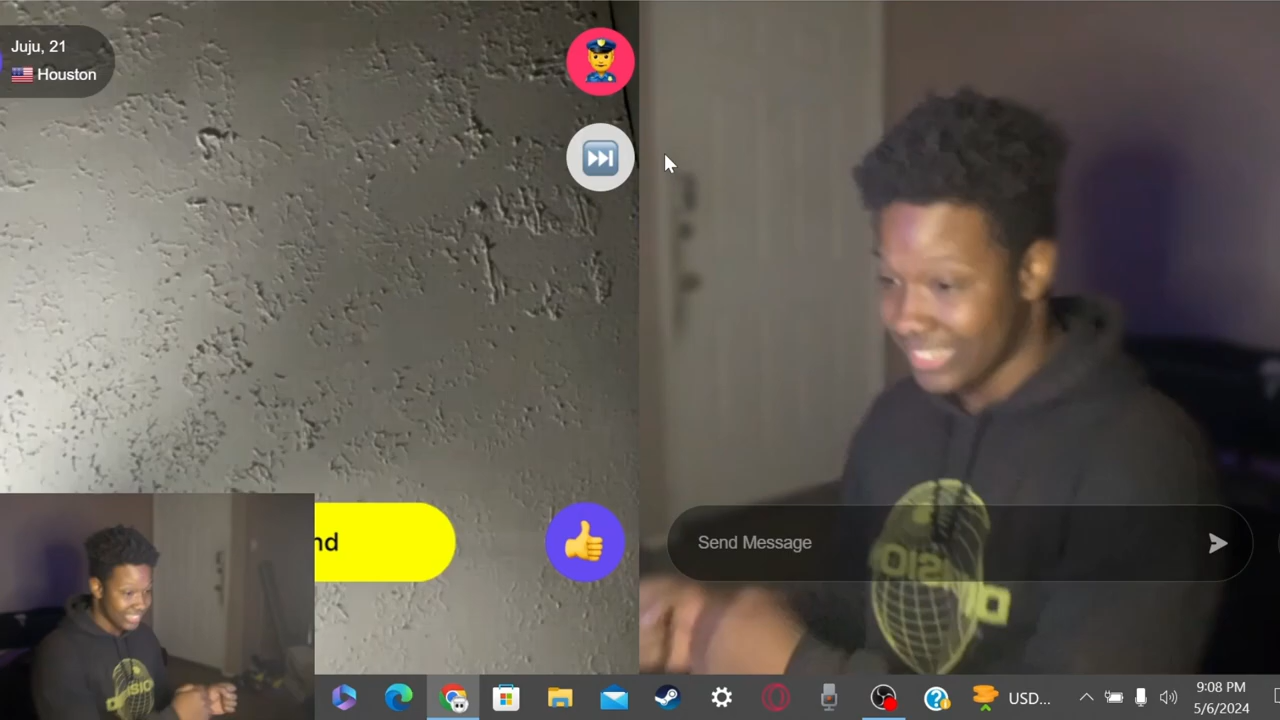 Juju, 21
Houston
nd
Send Message
USD...
9:08 PM
5/6/2024